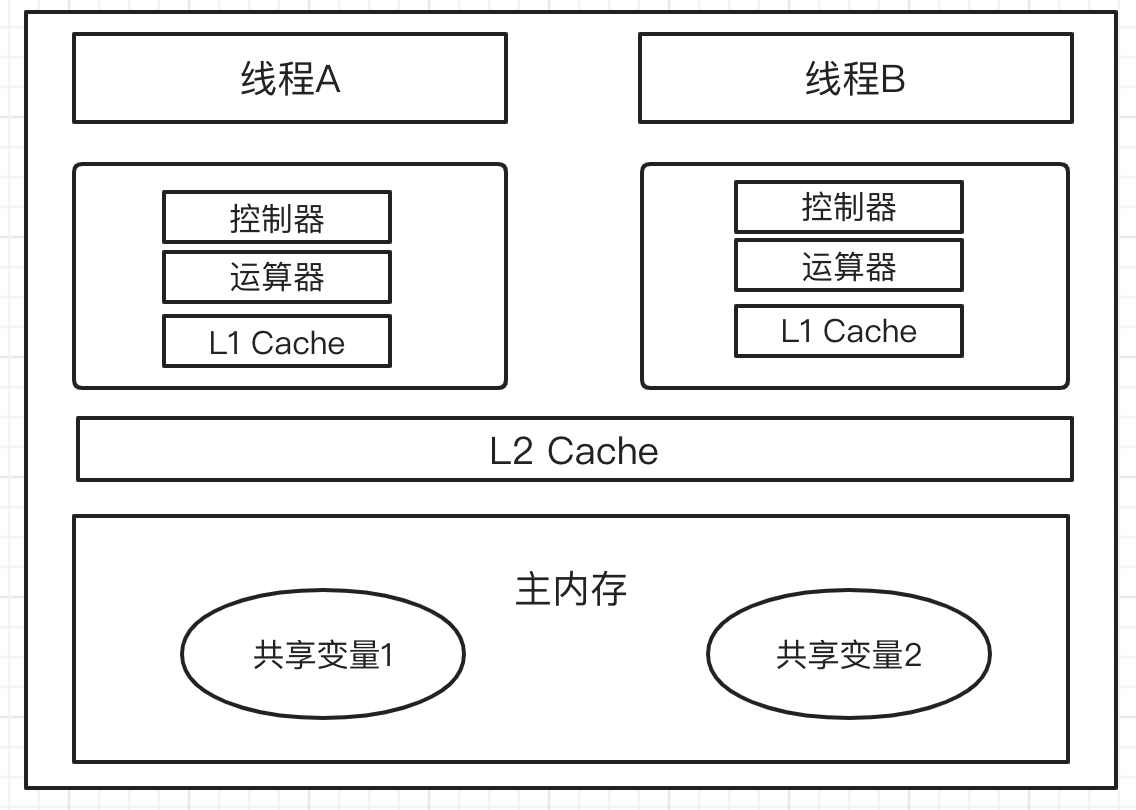 线程A
线程B
控制器
运算器
L1 Cache
控制器
运算器
L1 Cache
L2 Cache
主内存
共享变量1
共享变量2